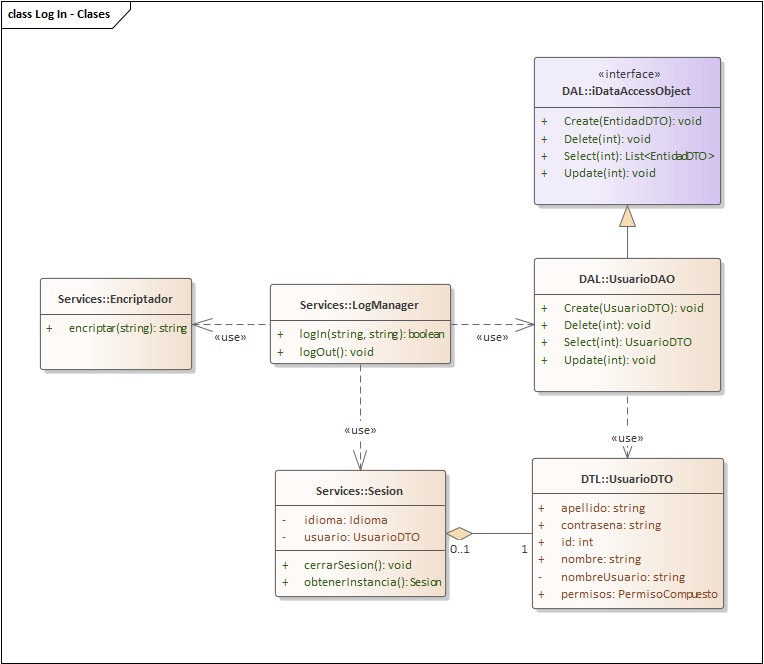 class Log In - Clases
«interface»
DAL::iDataAccessObject
+ Create(EntidadDTO): void
+ Delete(int): void
+ Select(int): List<EntidadDTO>
+ Update(int): void
DAL::UsuarioDAO
+ Create(UsuarioDTO): void
+ Delete(int): void
+ Select(int): UsuarioDTO
+ Update(int): void
Services::Encriptador
+ encriptar(string): string
«use»
Services::LogManager
+ logIn(string, string): boolean
+ logOut(): void
«use»
«use»
«use»
Services::Sesion
- idioma: Idioma
- usuario: UsuarioDTO
+ cerrarSesion(): void
+ obtenerInstancia(): Sesion
0..1
1
DTL::UsuarioDTO
+ apellido: string
+ contrasena: string
+ id: int
+ nombre: string
- nombreUsuario: string
+ permisos: PermisoCompuesto